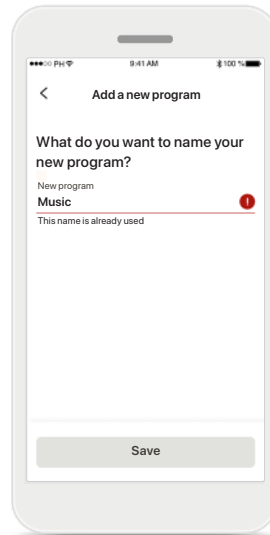 PH
9:41 AM
100 %
Add a new program
What do you want to name your
new program?
New program
Music
!
This name is already used
Save